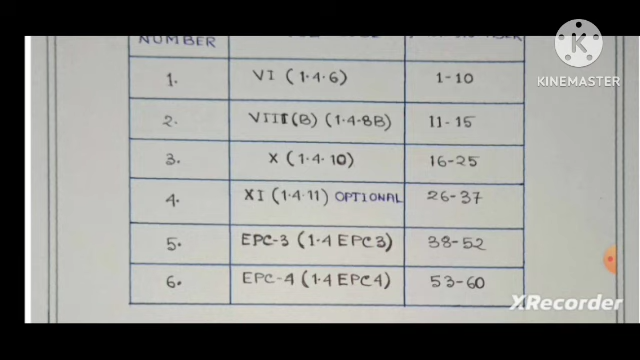 NUMBER
1. VI (1.4.6) 1-10
2. VIII(B) (1.4.8B) 11-15
3. X (1.4.10) 16-25
4. XI (1.4.11) OPTIONAL 26-37
5. EPC-3 (1.4 EPC3) 38-52
6. EPC-4 (1.4 EPC4) 53-60
KINEMASTER
XRecorder